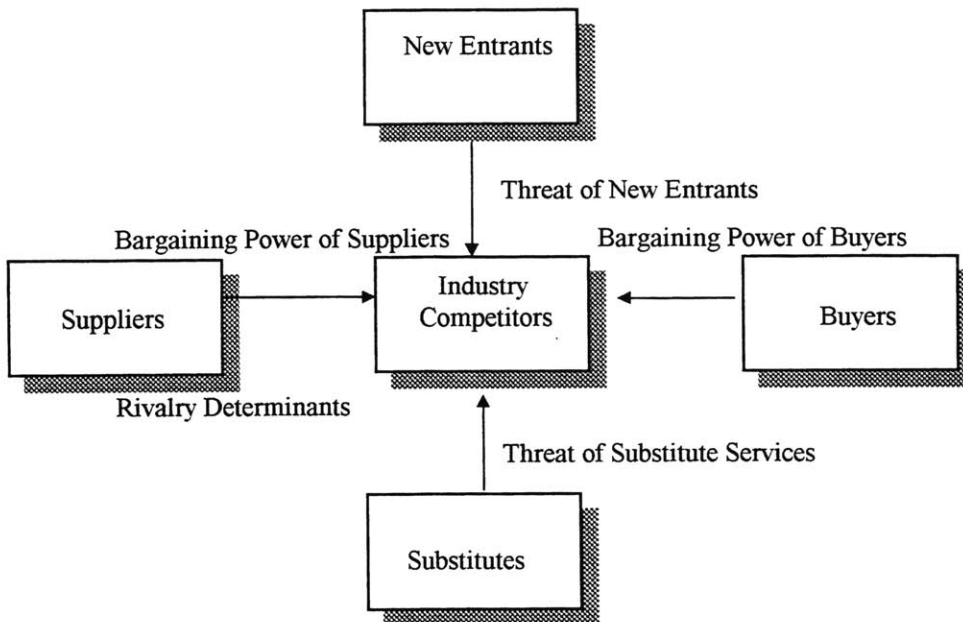 New Entrants
Threat of New Entrants
Bargaining Power of Suppliers
Bargaining Power of Buyers
Suppliers
Industry
Competitors
Buyers
Rivalry Determinants
Threat of Substitute Services
Substitutes